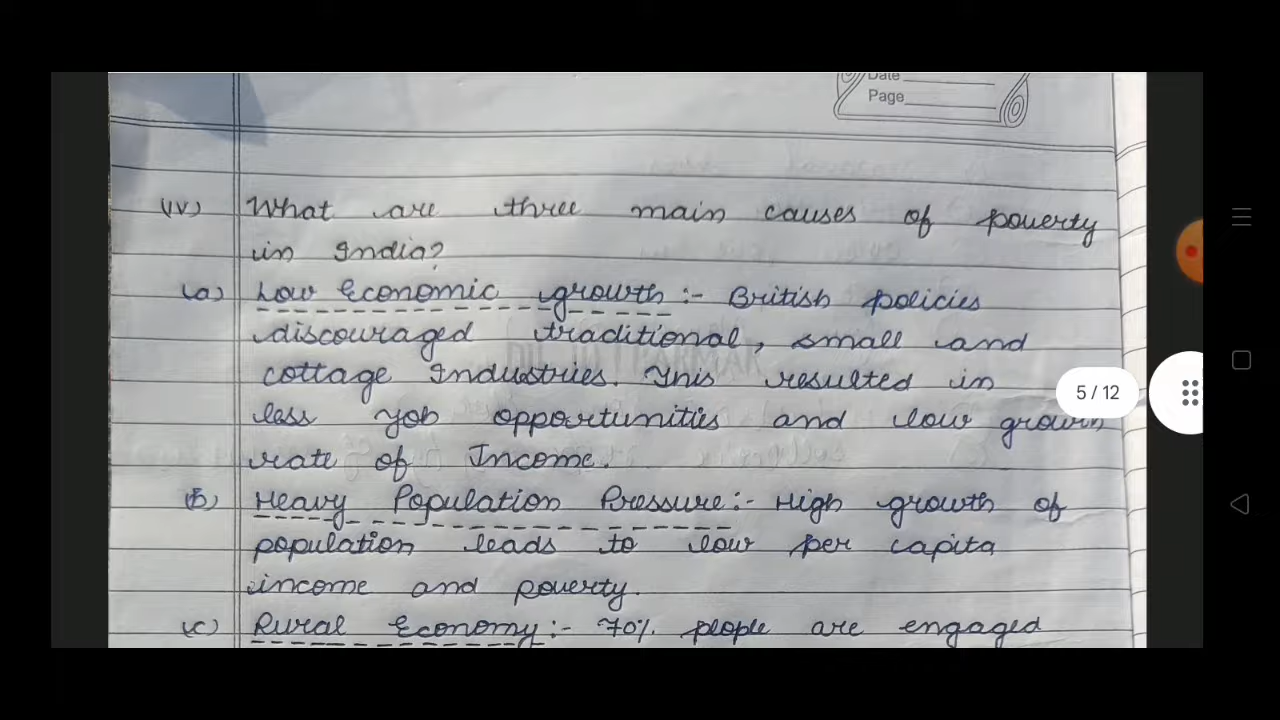 Date
Page
(iv) What are three main causes of poverty
in India?
(a) Low Economic growth :- British policies
discouraged traditional, small and
cottage Industries. This resulted in
less job opportunities and low growth
rate of Income.
(b) Heavy Population Pressure :- High growth of
population leads to low per capita
income and poverty.
(c) Rural Economy :- 70% people are engaged
5 / 12